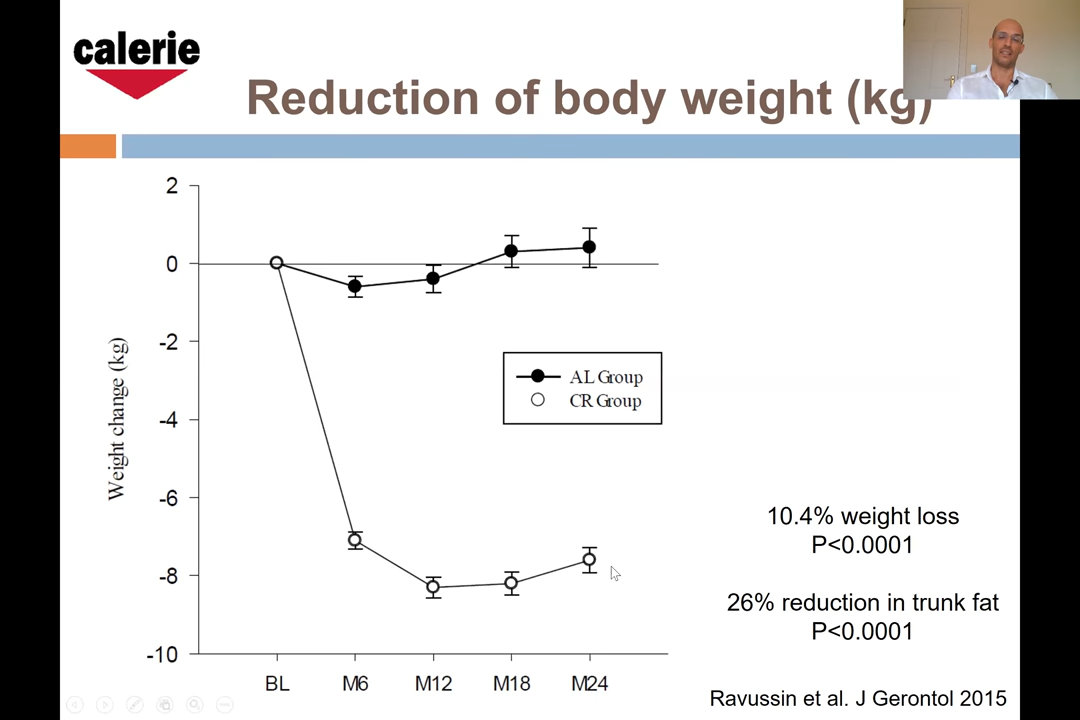 calerie
Reduction of body weight (kg)
2
0
-2
-4
-6
-8
-10
Weight change (kg)
AL Group
CR Group
BL M6 M12 M18 M24
10.4% weight loss
P<0.0001
26% reduction in trunk fat
P<0.0001
Ravussin et al. J Gerontol 2015